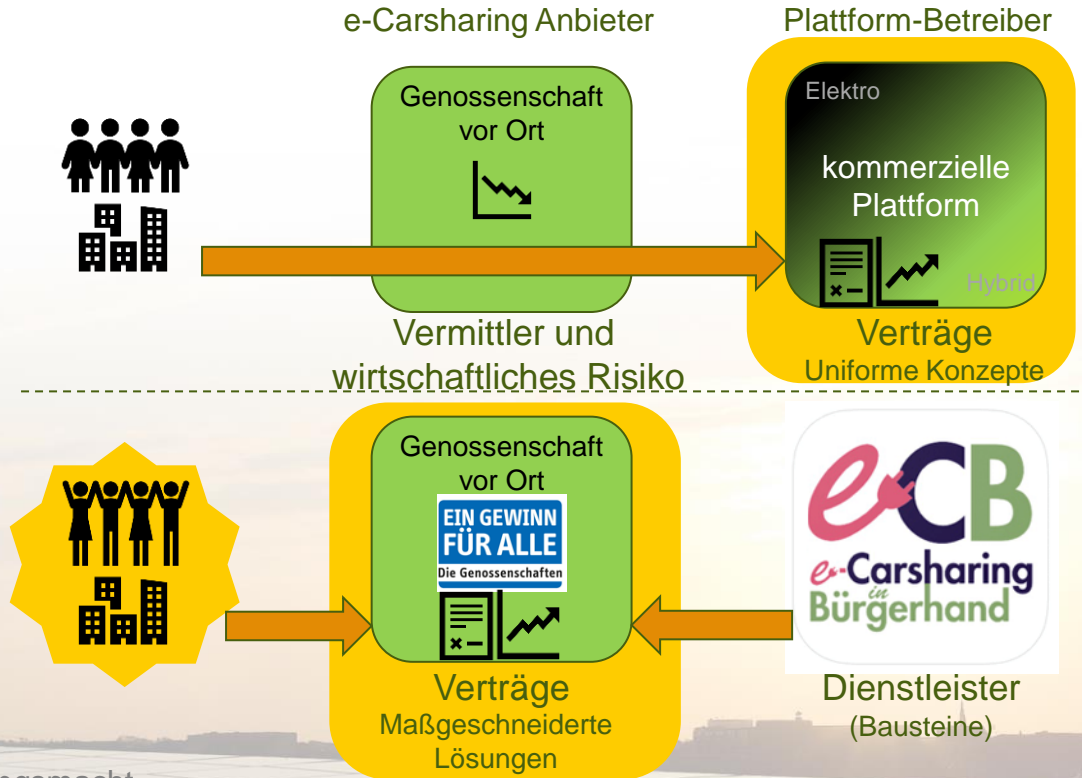 e-Carsharing Anbieter
Plattform-Betreiber
Genossenschaft
vor Ort
Elektro
kommerzielle
Plattform
Hybrid
Vermittler und
wirtschaftliches Risiko
Verträge
Uniforme Konzepte
Genossenschaft
vor Ort
EIN GEWINN
FÜR ALLE
Die Genossenschaften
Verträge
Maßgeschneiderte
Lösungen
eCB
e-Carsharing
in
Bürgerhand
Dienstleister
(Bausteine)